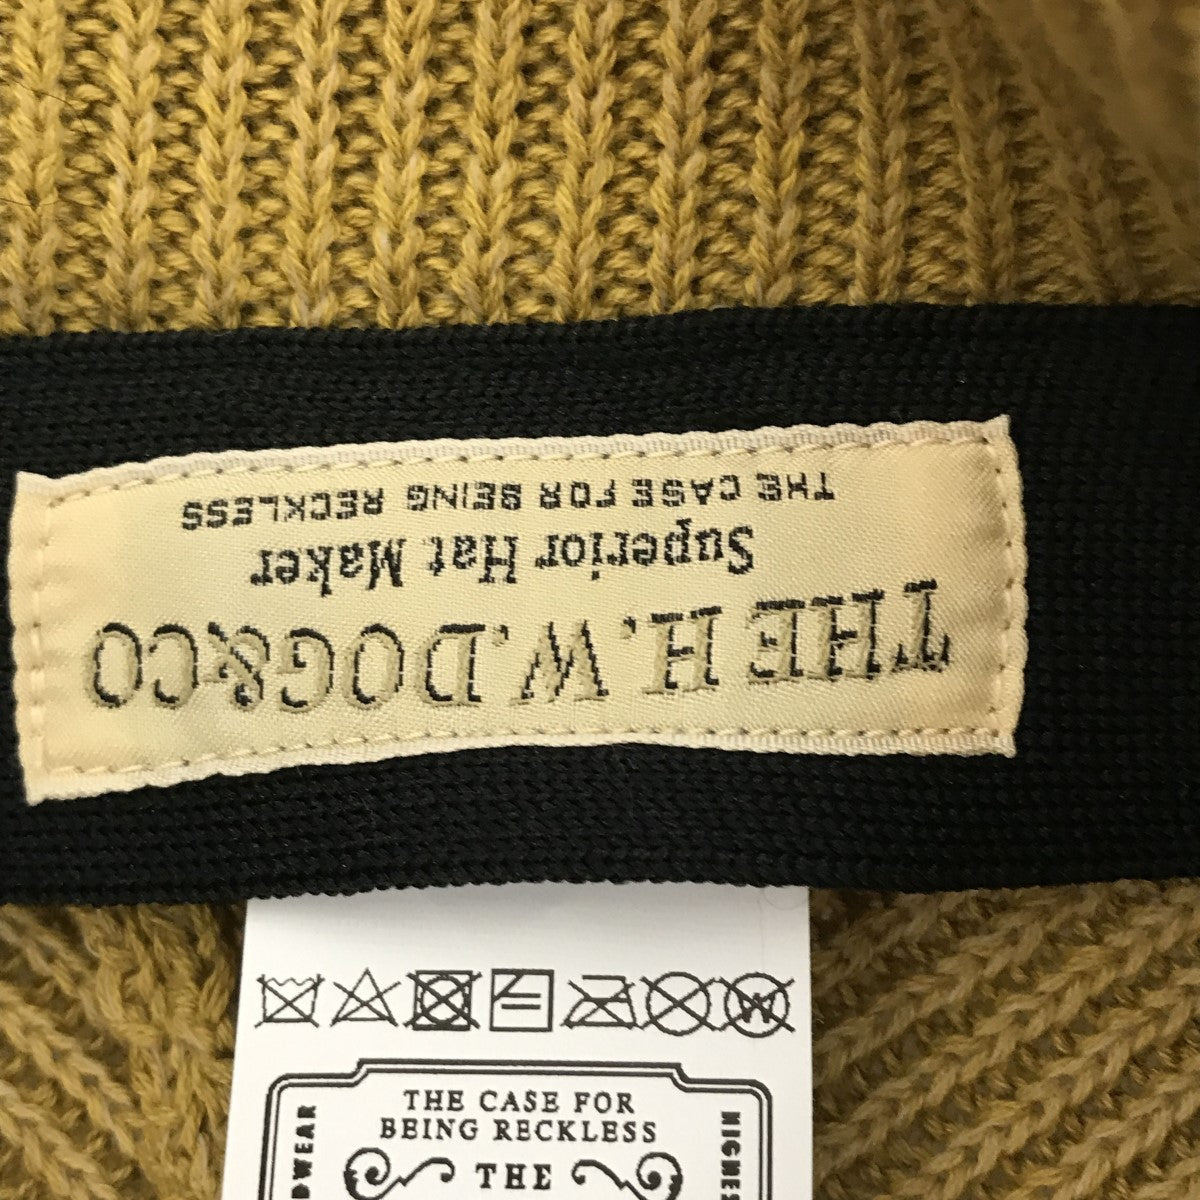 THE H.W.DOG&CO
Superior Hat Maker
THE CASE FOR BEING RECKLESS
THE CASE FOR
BEING RECKLESS
THE